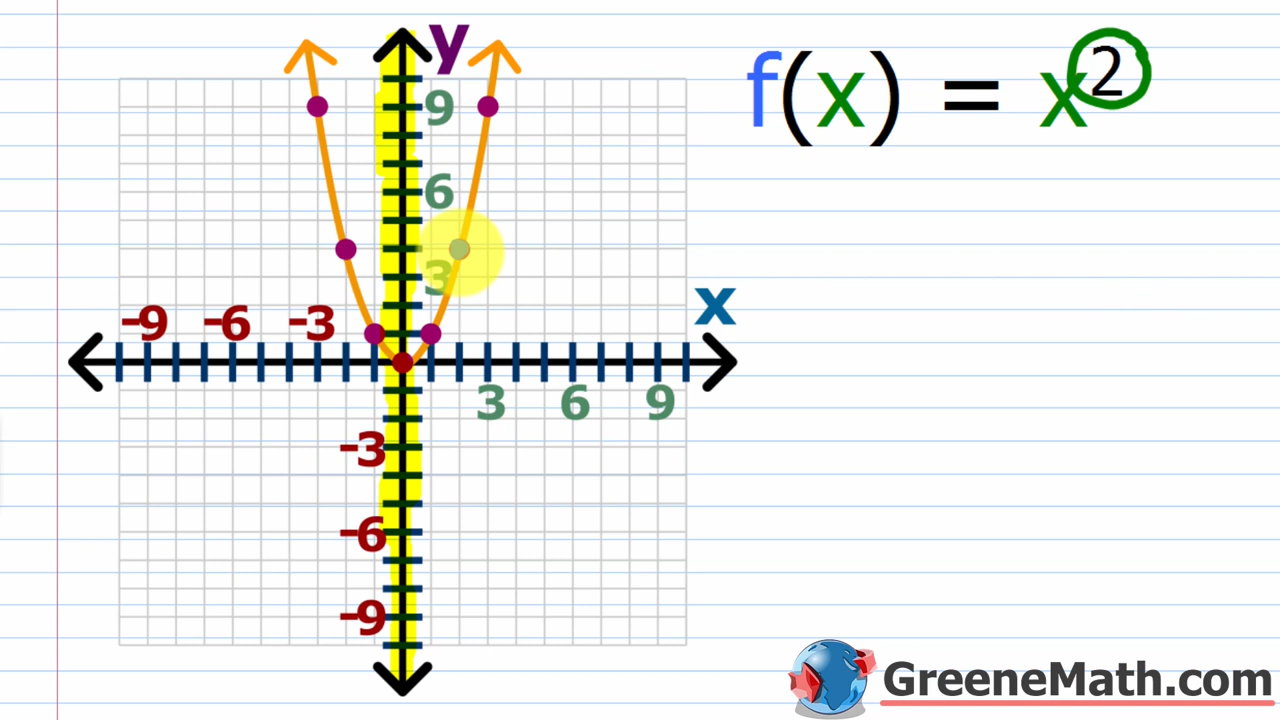 y
f(x) = x²
9
6
3
x
-9 -6 -3
3 6 9
-3
-6
-9
GreeneMath.com